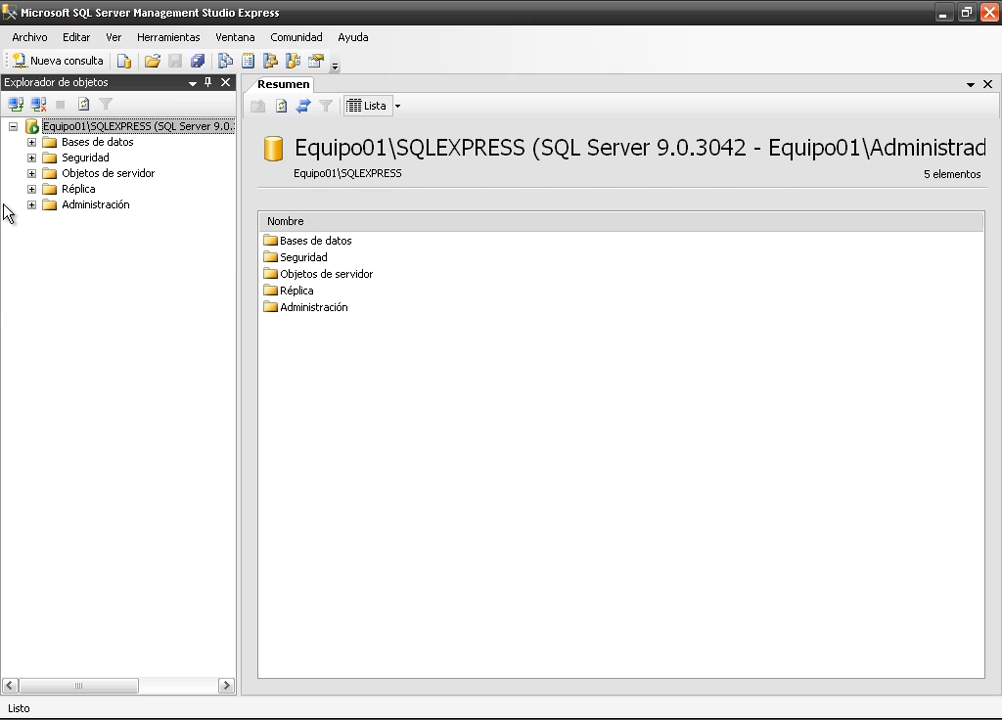 Microsoft SQL Server Management Studio Express
Archivo Editar Ver Herramientas Ventana Comunidad Ayuda
Nueva consulta
Explorador de objetos
Equipo01\SQLEXPRESS (SQL Server 9.0.
Bases de datos
Seguridad
Objetos de servidor
Réplica
Administración
Resumen
Lista
Equipo01\SQLEXPRESS (SQL Server 9.0.3042 - Equipo01\Administrad
Equipo01\SQLEXPRESS
5 elementos
Nombre
Bases de datos
Seguridad
Objetos de servidor
Réplica
Administración
Listo